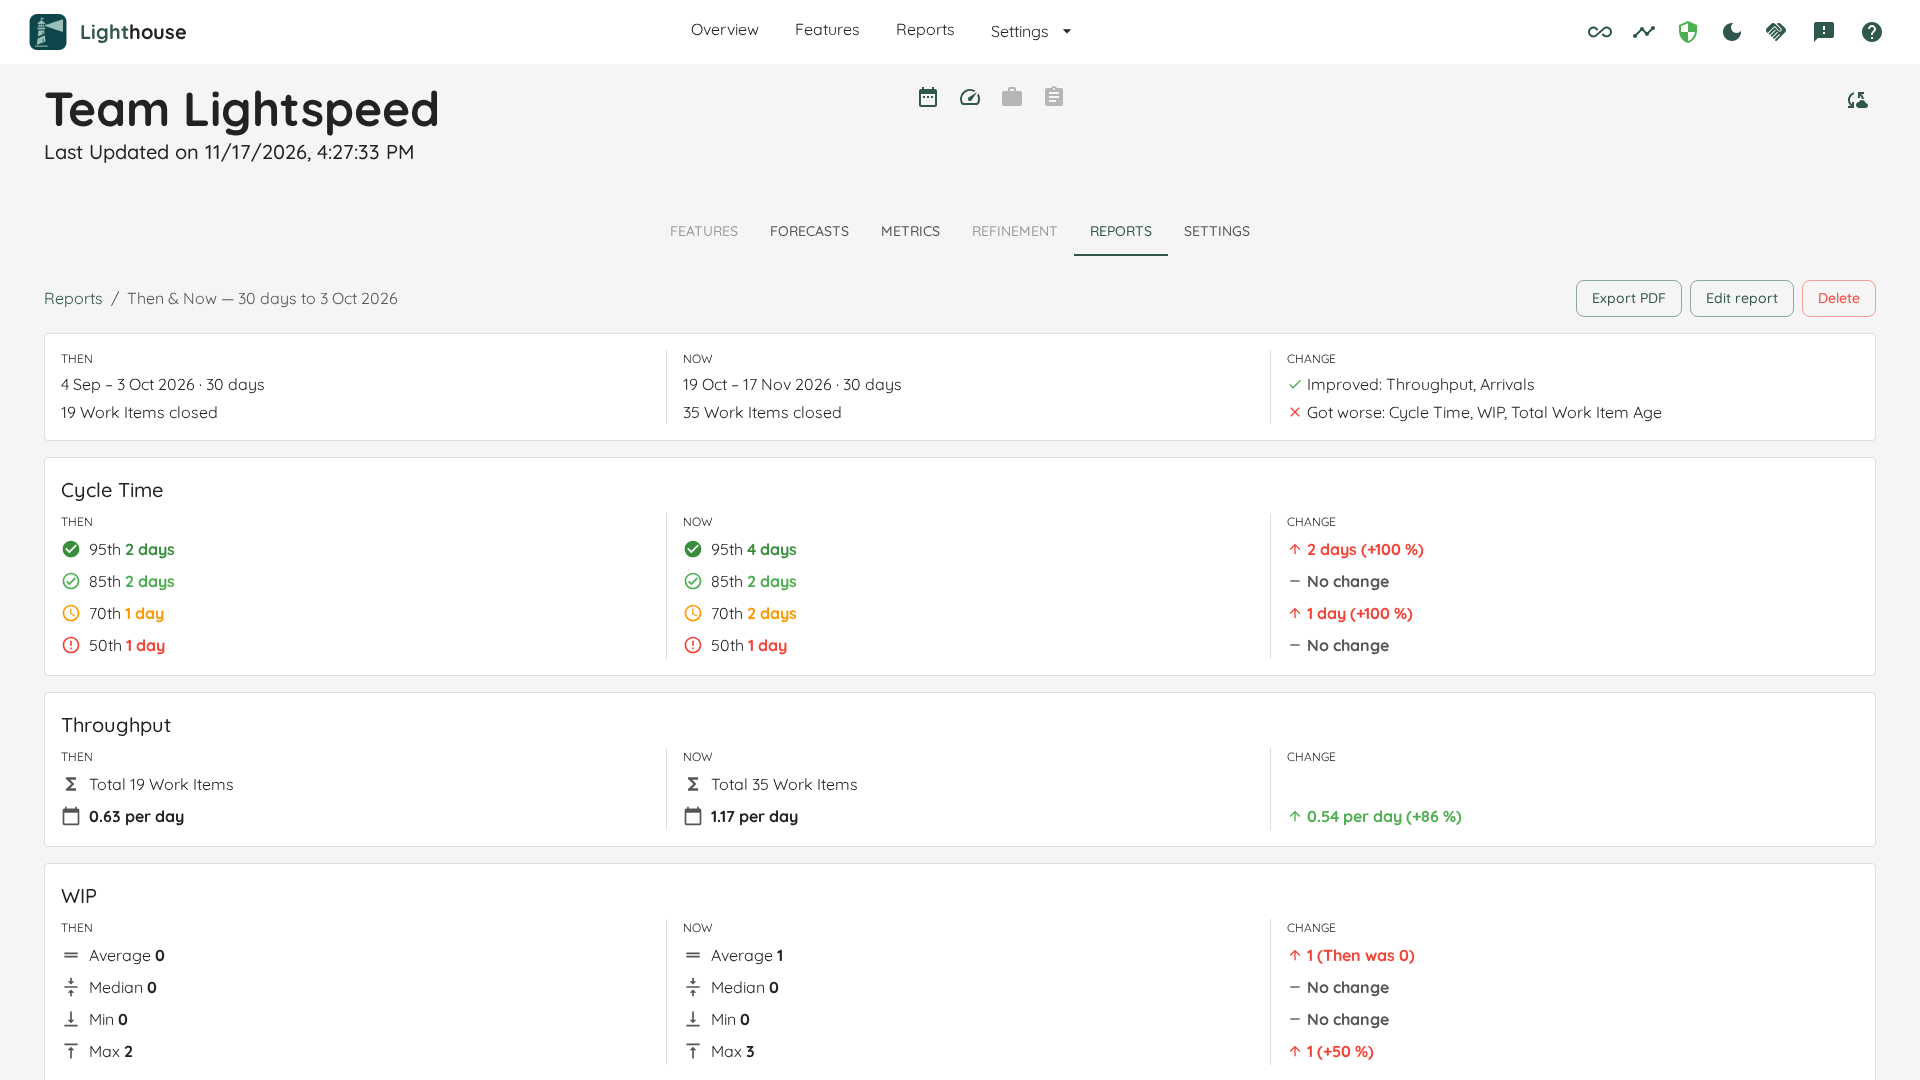 Lighthouse
Overview
Features
Reports
Settings
Team Lightspeed
Last Updated on 11/17/2026, 4:27:33 PM
FEATURES
FORECASTS
METRICS
REFINEMENT
REPORTS
SETTINGS
Reports / Then & Now — 30 days to 3 Oct 2026
Export PDF
Edit report
Delete
THEN
4 Sep – 3 Oct 2026 · 30 days
19 Work Items closed
NOW
19 Oct – 17 Nov 2026 · 30 days
35 Work Items closed
CHANGE
Improved: Throughput, Arrivals
Got worse: Cycle Time, WIP, Total Work Item Age
Cycle Time
THEN
95th 2 days
85th 2 days
70th 1 day
50th 1 day
NOW
95th 4 days
85th 2 days
70th 2 days
50th 1 day
CHANGE
↑ 2 days (+100 %)
– No change
↑ 1 day (+100 %)
– No change
Throughput
THEN
Total 19 Work Items
0.63 per day
NOW
Total 35 Work Items
1.17 per day
CHANGE
↑ 0.54 per day (+86 %)
WIP
THEN
Average 0
Median 0
Min 0
Max 2
NOW
Average 1
Median 0
Min 0
Max 3
CHANGE
↑ 1 (Then was 0)
– No change
– No change
↑ 1 (+50 %)